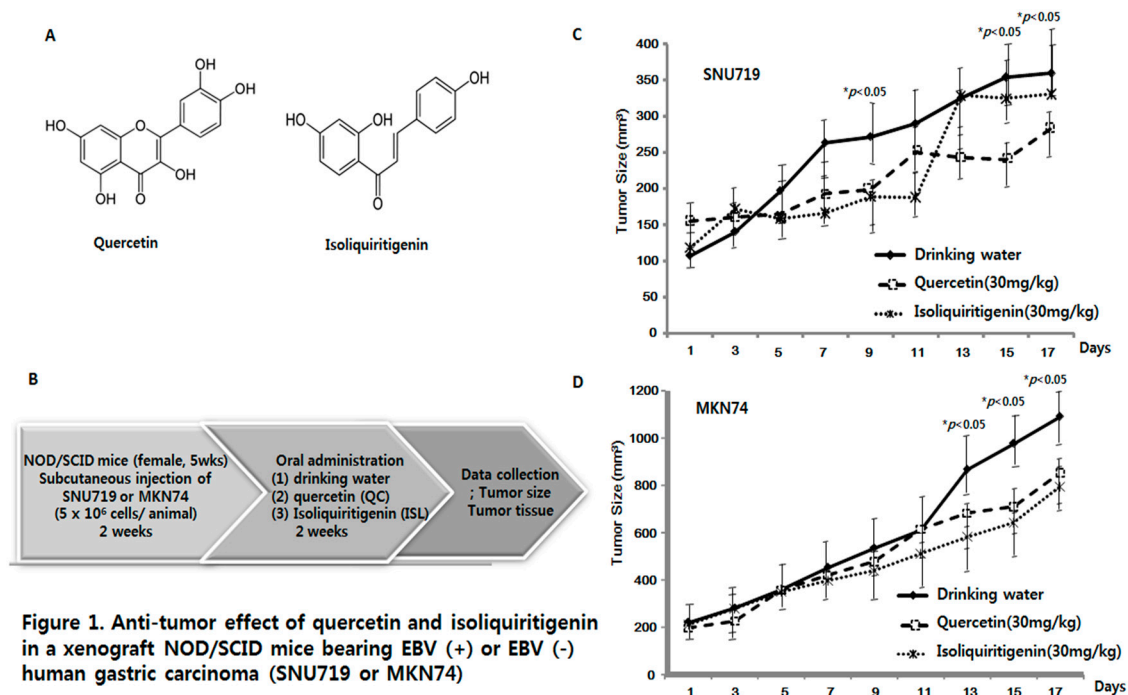 A
OH
OH
HO
O
OH
OH
O
Quercetin
OH
HO
OH
O
Isoliquiritigenin
B
NOD/SCID mice (female, 5wks)
Subcutaneous injection of
SNU719 or MKN74
(5 x 10⁶ cells/ animal)
2 weeks
Oral administration
(1) drinking water
(2) quercetin (QC)
(3) Isoliquiritigenin (ISL)
2 weeks
Data collection
; Tumor size
Tumor tissue
Figure 1. Anti-tumor effect of quercetin and isoliquiritigenin
in a xenograft NOD/SCID mice bearing EBV (+) or EBV (-)
human gastric carcinoma (SNU719 or MKN74)
C
SNU719
*p<0.05
*p<0.05
*p<0.05
Tumor Size (mm³)
400
350
300
250
200
150
100
50
0
Drinking water
Quercetin(30mg/kg)
Isoliquiritigenin(30mg/kg)
1 3 5 7 9 11 13 15 17 Days
D
MKN74
*p<0.05
*p<0.05
*p<0.05
Tumor Size (mm³)
1200
1000
800
600
400
200
0
Drinking water
Quercetin(30mg/kg)
Isoliquiritigenin(30mg/kg)
1 3 5 7 9 11 13 15 17 Days